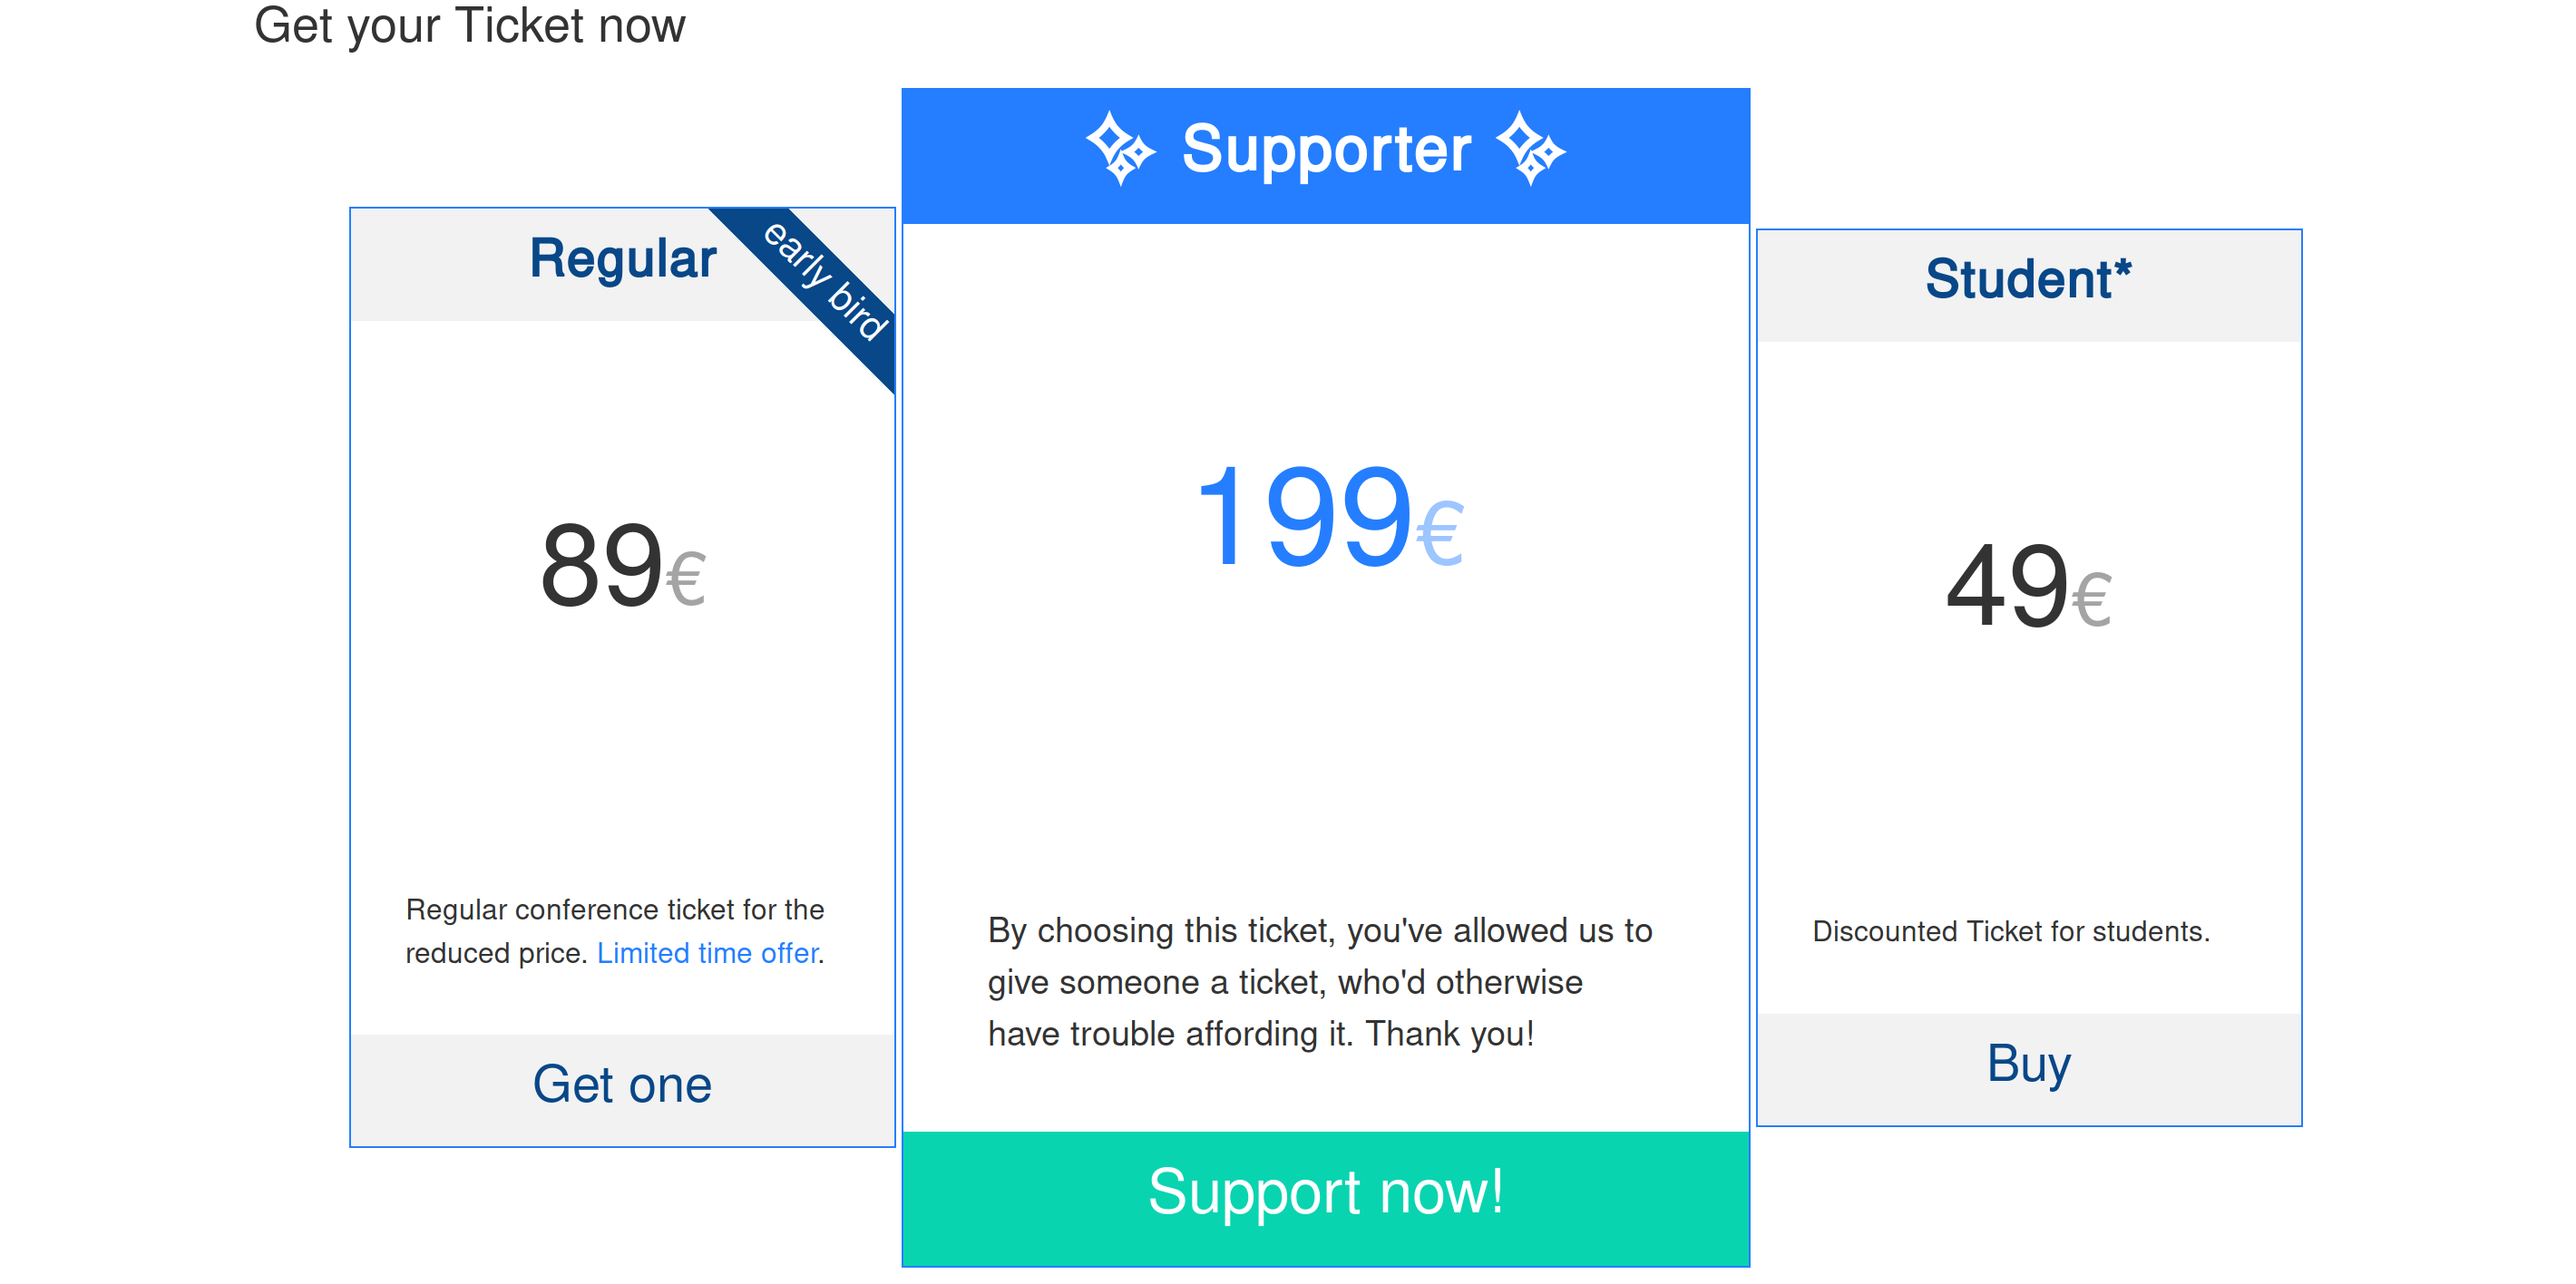 Get your Ticket now
Regular
early bird
89€
Regular conference ticket for the
reduced price. Limited time offer.
Get one
Supporter
199€
By choosing this ticket, you've allowed us to
give someone a ticket, who'd otherwise
have trouble affording it. Thank you!
Support now!
Student*
49€
Discounted Ticket for students.
Buy